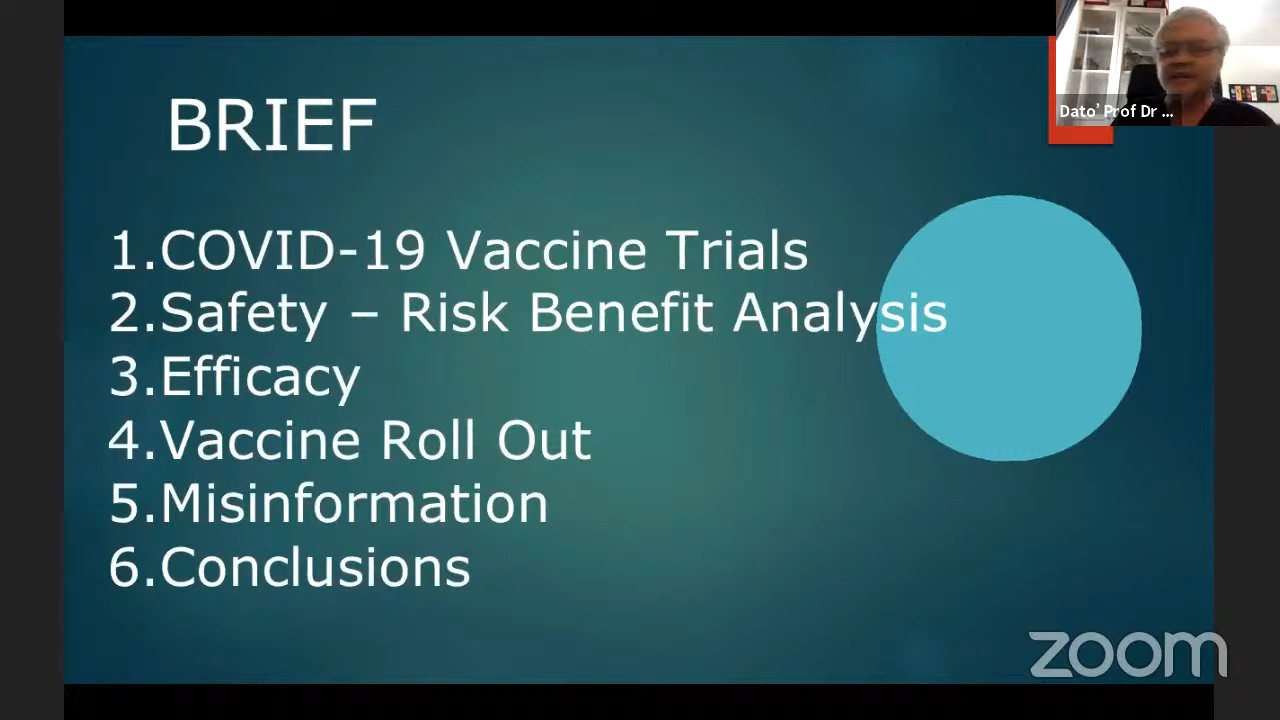 Dato’ Prof Dr ...
BRIEF
1.COVID-19 Vaccine Trials
2.Safety – Risk Benefit Analysis
3.Efficacy
4.Vaccine Roll Out
5.Misinformation
6.Conclusions
zoom